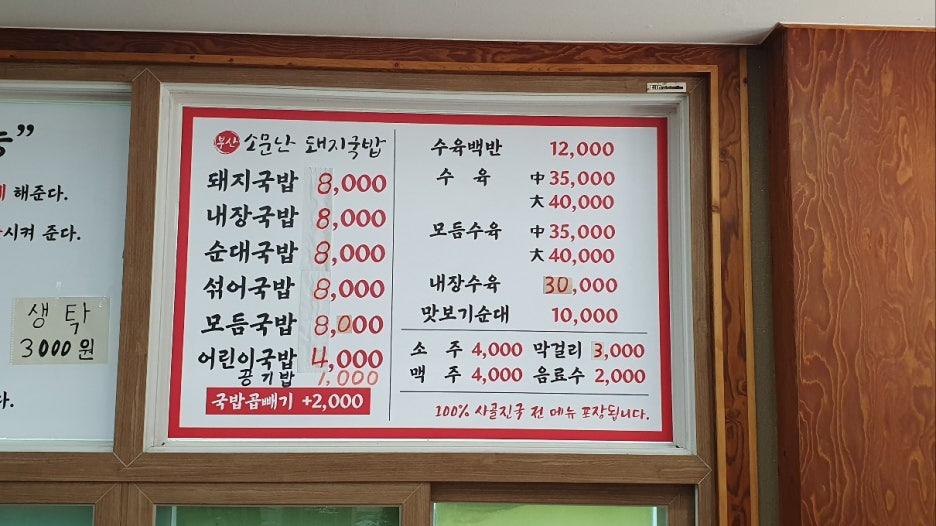 ”
해준다.
시켜 준다.
생 탁
3000원
다.
부산 소문난 돼지국밥
돼지국밥 8,000
내장국밥 8,000
순대국밥 8,000
섞어국밥 8,000
모듬국밥 8,000
어린이국밥 4,000
공기밥 1,000
국밥곱빼기 +2,000
수육백반 12,000
수 육 中 35,000
大 40,000
모듬수육 中 35,000
大 40,000
내장수육 30,000
맛보기순대 10,000
소 주 4,000 막걸리 3,000
맥 주 4,000 음료수 2,000
100% 사골진국 전 메뉴 포장됩니다.